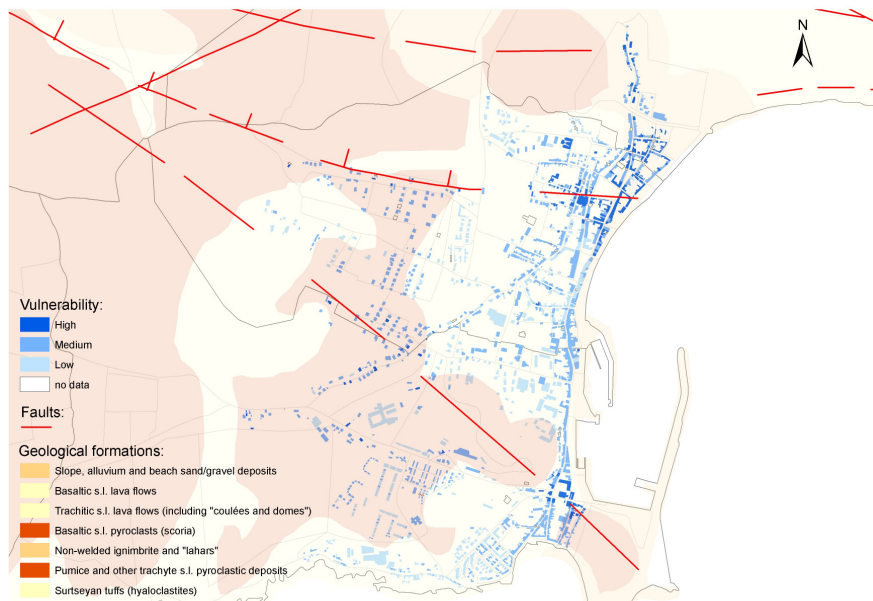 N
Vulnerability:
High
Medium
Low
no data
Faults:
Geological formations:
Slope, alluvium and beach sand/gravel deposits
Basaltic s.l. lava flows
Trachitic s.l. lava flows (including "coulées and domes")
Basaltic s.l. pyroclasts (scoria)
Non-welded ignimbrite and "lahars"
Pumice and other trachyte s.l. pyroclastic deposits
Surtseyan tuffs (hyaloclastites)